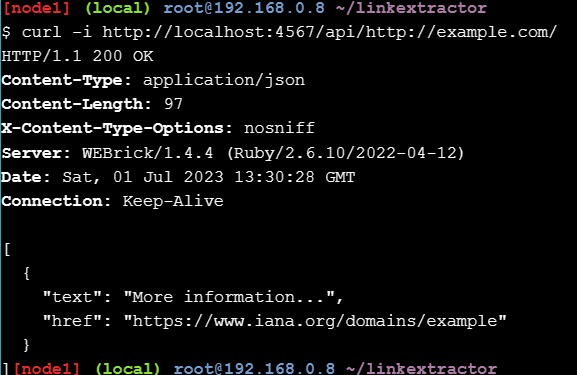 [node1] (local) root@192.168.0.8 ~/linkextractor
$ curl -i http://localhost:4567/api/http://example.com/
HTTP/1.1 200 OK
Content-Type: application/json
Content-Length: 97
X-Content-Type-Options: nosniff
Server: WEBrick/1.4.4 (Ruby/2.6.10/2022-04-12)
Date: Sat, 01 Jul 2023 13:30:28 GMT
Connection: Keep-Alive

[
  {
    "text": "More information...",
    "href": "https://www.iana.org/domains/example"
  }
][node1] (local) root@192.168.0.8 ~/linkextractor